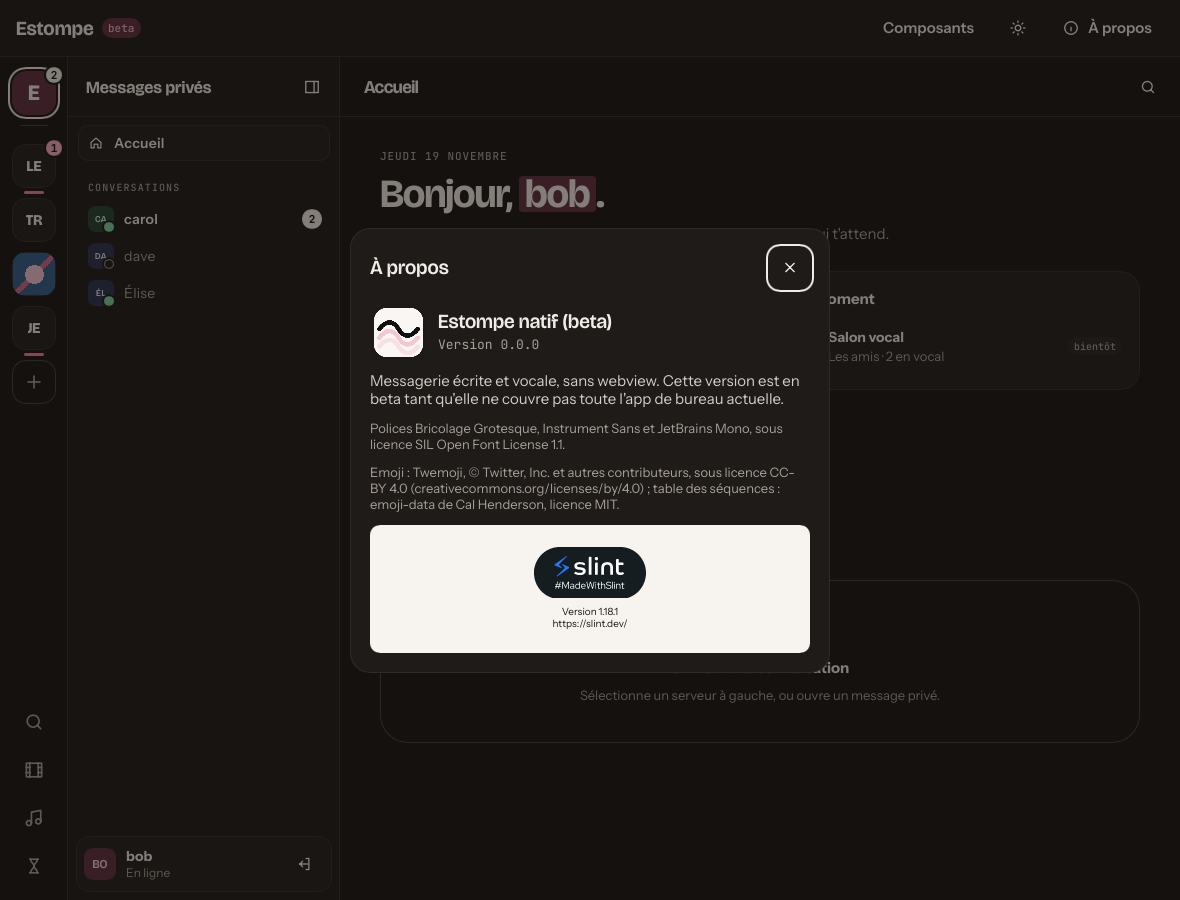 Estompe beta
Composants
À propos
E
2
LE
1
TR
JE
Messages privés
Accueil
CONVERSATIONS
CA
carol
2
DA
dave
ÉL
Élise
BO
bob
En ligne
Accueil
JEUDI 19 NOVEMBRE
Bonjour, bob.
t'attend.
Salon vocal
Les amis · 2 en vocal
bientôt
À propos
Estompe natif (beta)
Version 0.0.0
Messagerie écrite et vocale, sans webview. Cette version est en
beta tant qu'elle ne couvre pas toute l'app de bureau actuelle.
Polices Bricolage Grotesque, Instrument Sans et JetBrains Mono, sous
licence SIL Open Font License 1.1.
Emoji : Twemoji, © Twitter, Inc. et autres contributeurs, sous licence CC-
BY 4.0 (creativecommons.org/licenses/by/4.0) ; table des séquences :
emoji-data de Cal Henderson, licence MIT.
slint
#MadeWithSlint
Version 1.18.1
https://slint.dev/
Sélectionne un serveur à gauche, ou ouvre un message privé.